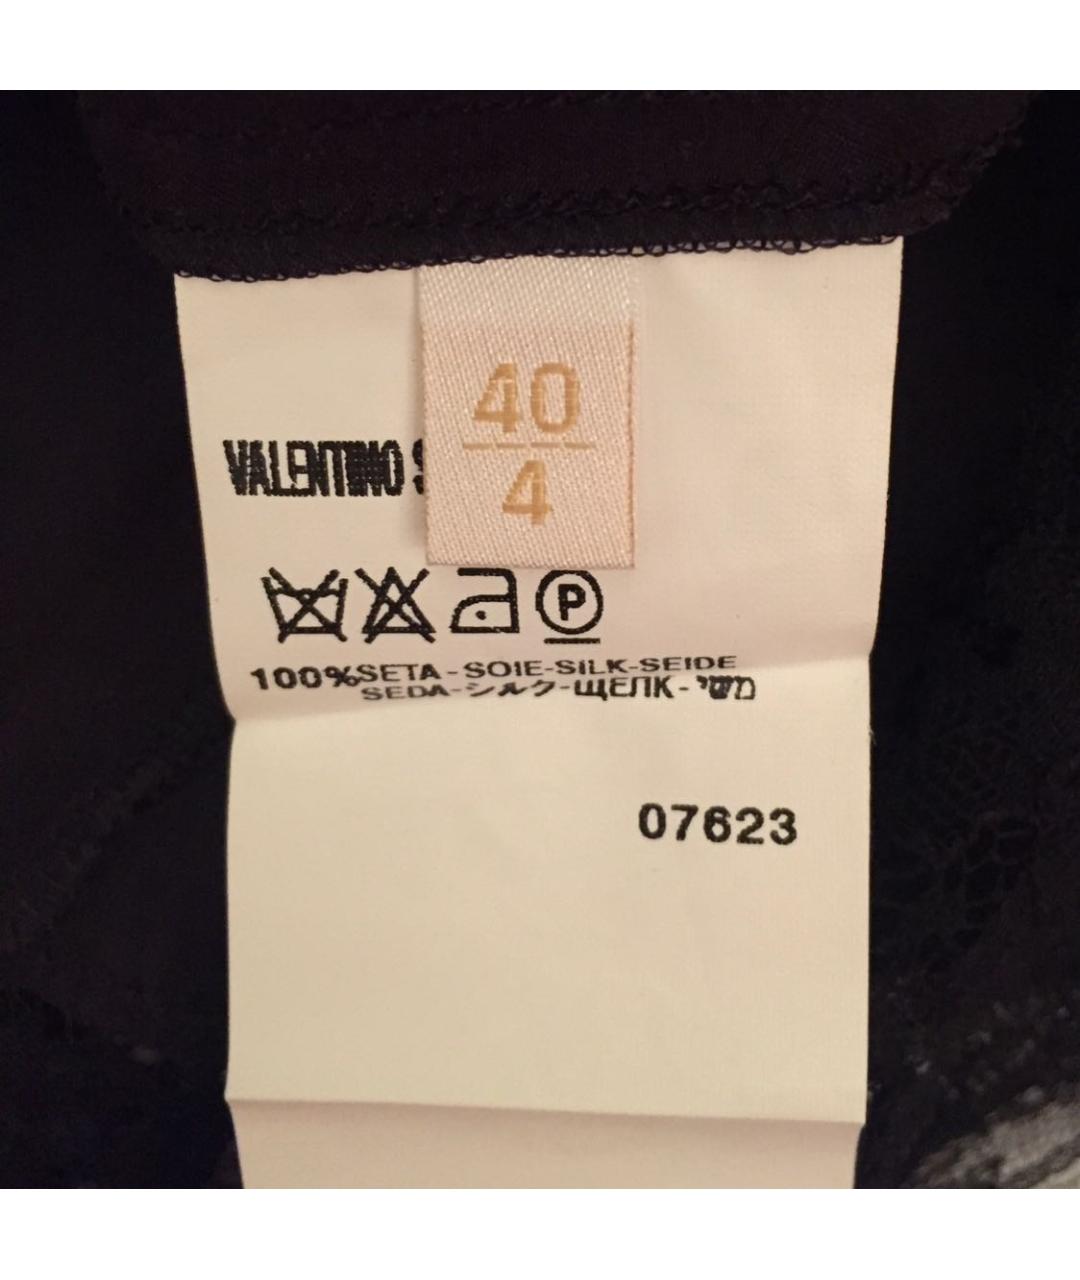 40
4
VALENTINO S
P
100%SETA-SOIE-SILK-SEIDE
SEDA-シルク-ЩЕЛК-משי
07623